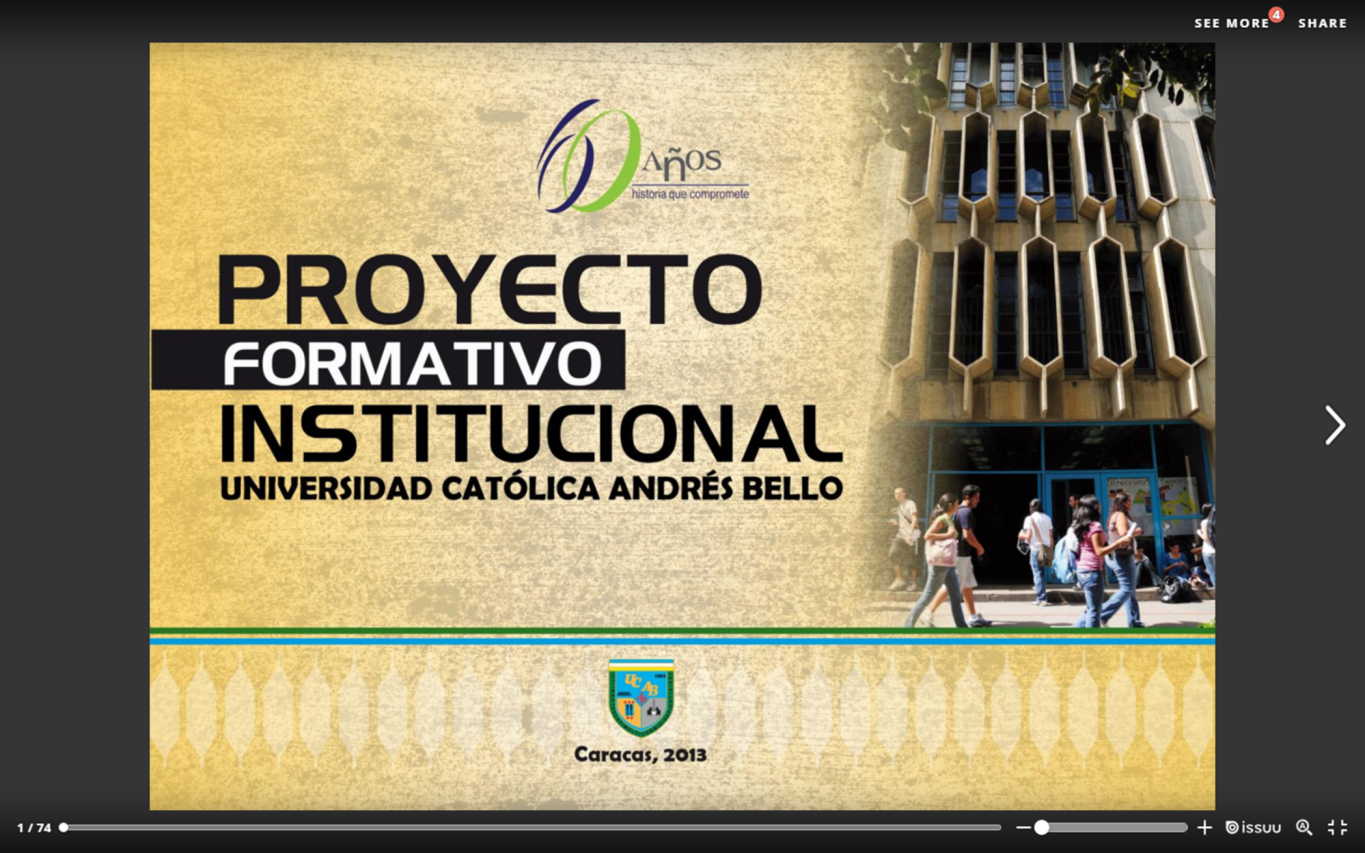 SEE MORE 4 SHARE
60 Años
historia que compromete
PROYECTO
FORMATIVO
INSTITUCIONAL
UNIVERSIDAD CATÓLICA ANDRÉS BELLO
UCAB
Caracas, 2013
1 / 74
issuu